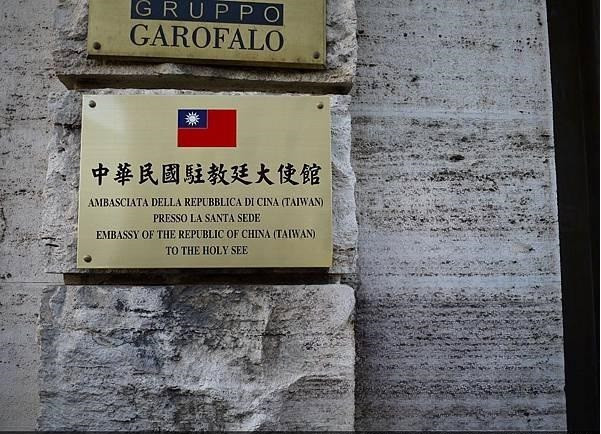 GRUPPO
GAROFALO
中華民國駐教廷大使館
AMBASCIATA DELLA REPUBBLICA DI CINA (TAIWAN)
PRESSO LA SANTA SEDE
EMBASSY OF THE REPUBLIC OF CHINA (TAIWAN)
TO THE HOLY SEE